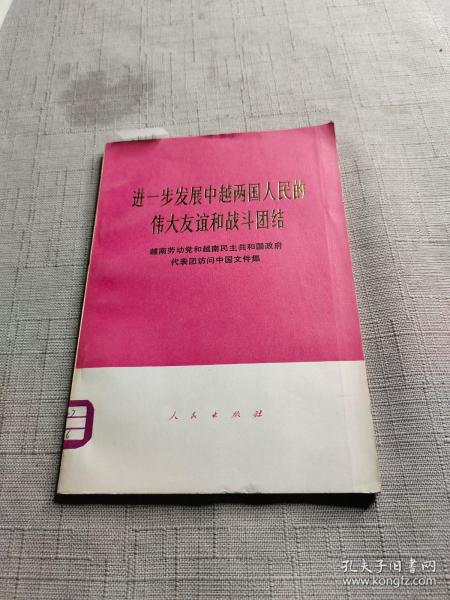 进一步发展中越两国人民的
伟大友谊和战斗团结
越南劳动党和越南民主共和国政府
代表团访问中国文件集
人民出版社
孔夫子旧书网
www.kongfz.com